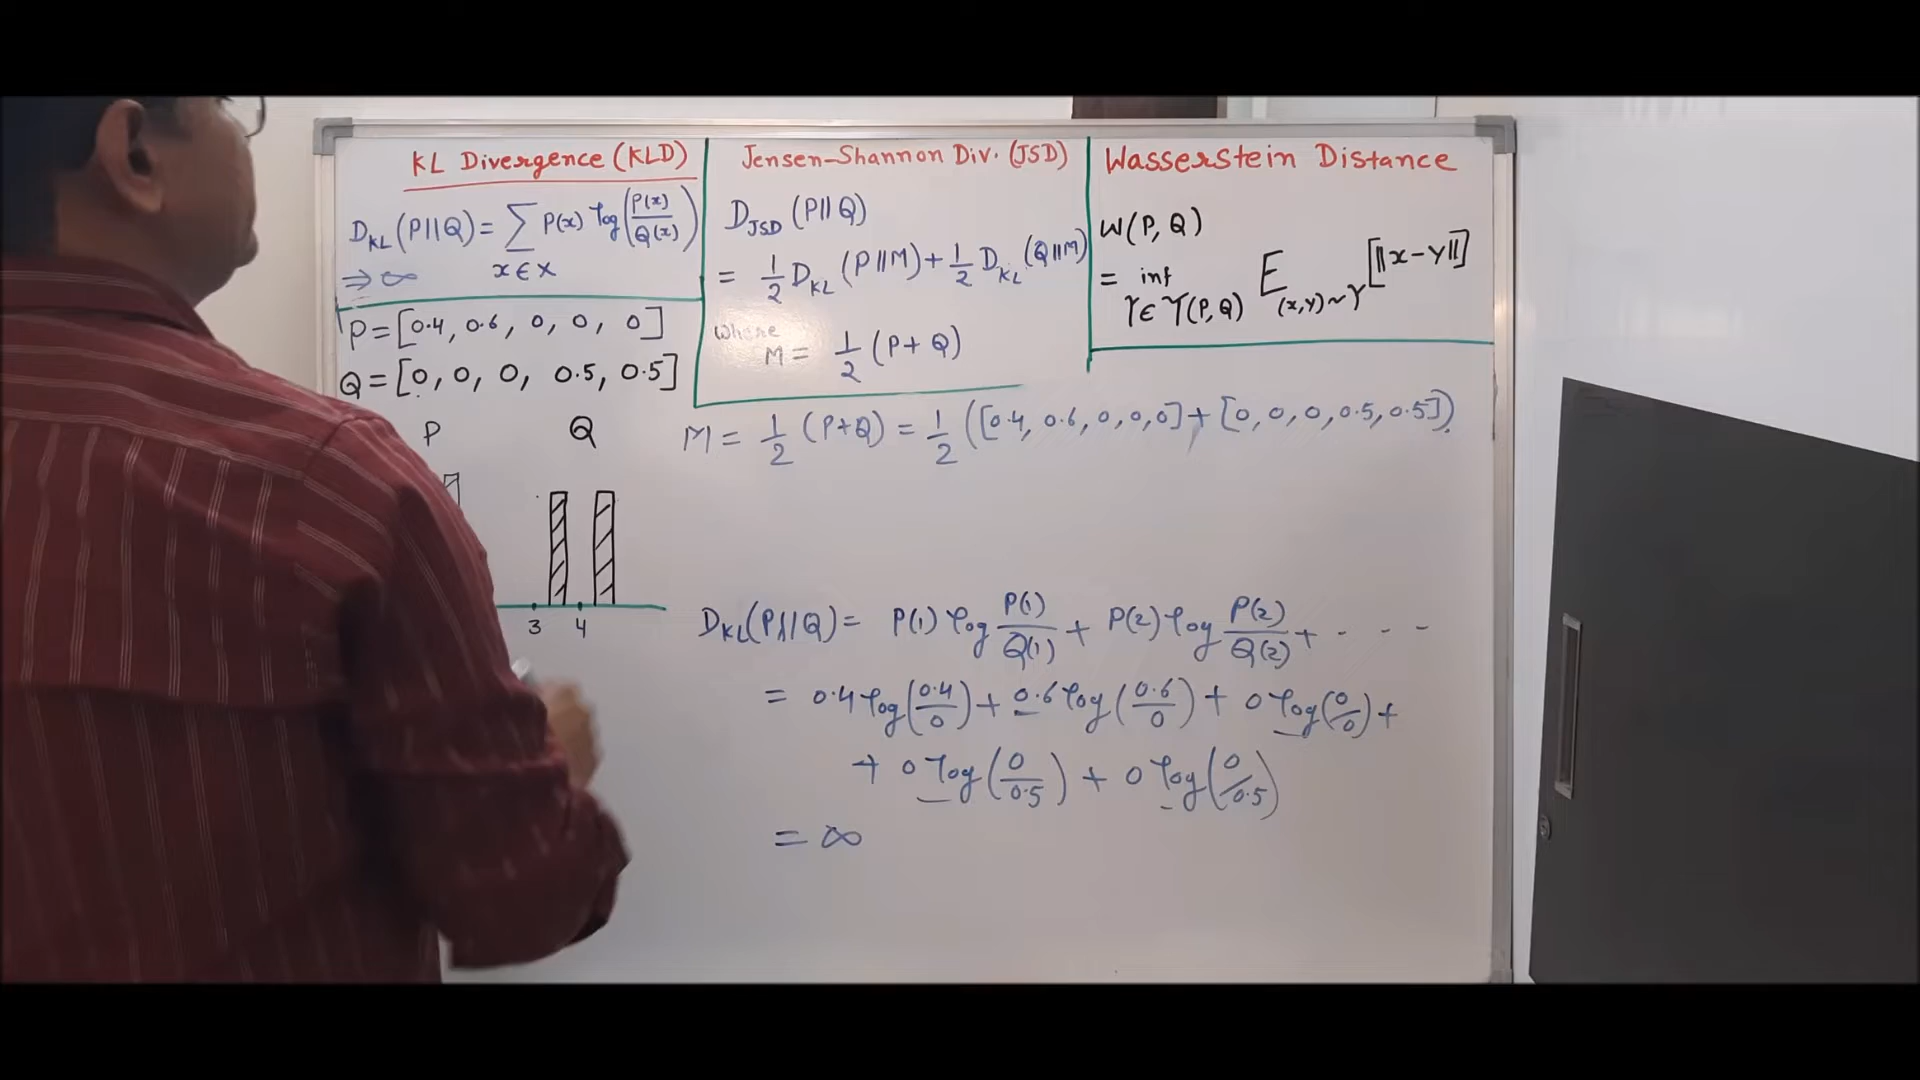 KL Divergence (KLD)
D_KL (P||Q) = ∑ P(x) log(P(x)/Q(x))
x ∈ X
⇒ ∞
P = [0.4, 0.6, 0, 0, 0]
Q = [0, 0, 0, 0.5, 0.5]
P Q
3 4
Jensen-Shannon Div. (JSD)
D_JSD (P||Q)
= 1/2 D_KL (P||M) + 1/2 D_KL (Q||M)
Where
M = 1/2 (P+Q)
Wasserstein Distance
W(P, Q)
= inf γ∈Υ(P,Q) E (x,y)~γ [||x-y||]
M = 1/2 (P+Q) = 1/2 ([0.4, 0.6, 0, 0, 0] + [0, 0, 0, 0.5, 0.5])
D_KL(P||Q) = P(1) log P(1)/Q(1) + P(2) log P(2)/Q(2) + - - -
= 0.4 log(0.4/0) + 0.6 log(0.6/0) + 0 log(0/0) +
+ 0 log(0/0.5) + 0 log(0/0.5)
= ∞